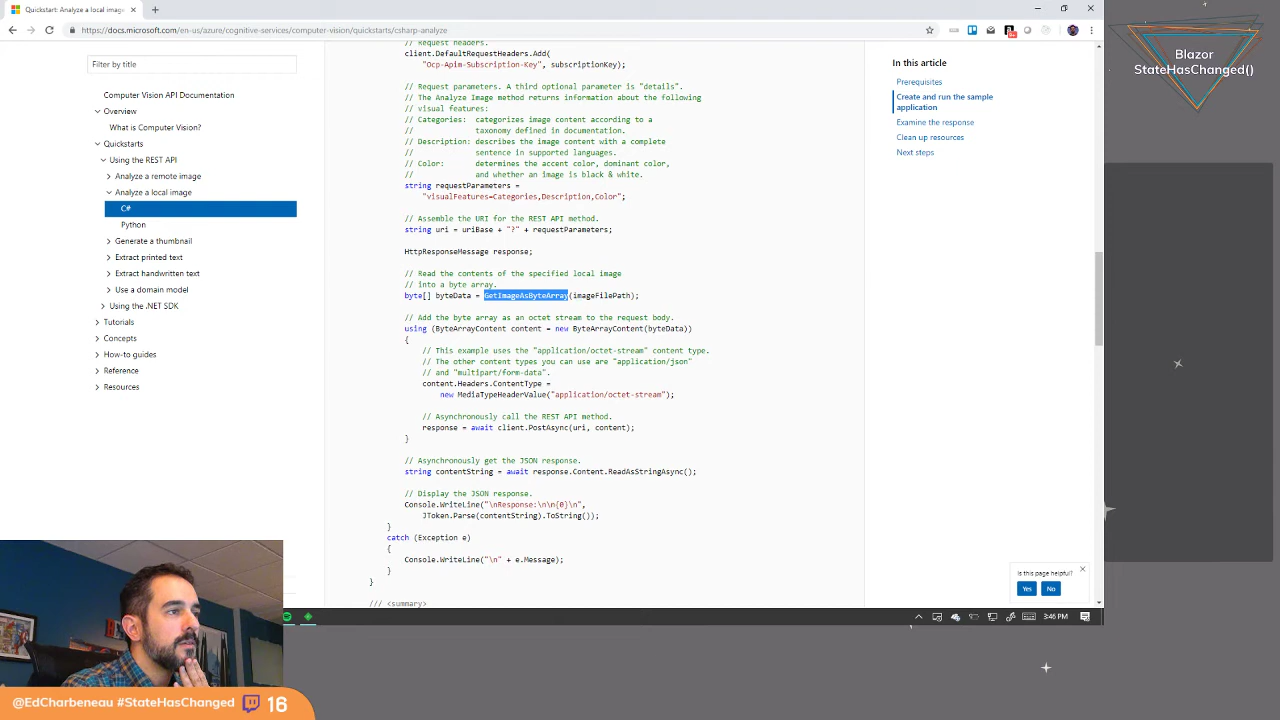 Quickstart: Analyze a local image
https://docs.microsoft.com/en-us/azure/cognitive-services/computer-vision/quickstarts/csharp-analyze
Filter by title
Computer Vision API Documentation
Overview
What is Computer Vision?
Quickstarts
Using the REST API
Analyze a remote image
Analyze a local image
C#
Python
Generate a thumbnail
Extract printed text
Extract handwritten text
Use a domain model
Using the .NET SDK
Tutorials
Concepts
How-to guides
Reference
Resources
// Request headers.
client.DefaultRequestHeaders.Add(
"Ocp-Apim-Subscription-Key", subscriptionKey);
// Request parameters. A third optional parameter is "details".
// The Analyze Image method returns information about the following
// visual features:
// Categories: categorizes image content according to a
// taxonomy defined in documentation.
// Description: describes the image content with a complete
// sentence in supported languages.
// Color: determines the accent color, dominant color,
// and whether an image is black & white.
string requestParameters =
"visualFeatures=Categories,Description,Color";
// Assemble the URI for the REST API method.
string uri = uriBase + "?" + requestParameters;
HttpResponseMessage response;
// Read the contents of the specified local image
// into a byte array.
byte[] byteData = GetImageAsByteArray(imageFilePath);
// Add the byte array as an octet stream to the request body.
using (ByteArrayContent content = new ByteArrayContent(byteData))
{
// This example uses the "application/octet-stream" content type.
// The other content types you can use are "application/json"
// and "multipart/form-data".
content.Headers.ContentType =
new MediaTypeHeaderValue("application/octet-stream");
// Asynchronously call the REST API method.
response = await client.PostAsync(uri, content);
}
// Asynchronously get the JSON response.
string contentString = await response.Content.ReadAsStringAsync();
// Display the JSON response.
Console.WriteLine("\nResponse:\n\n{0}\n",
JToken.Parse(contentString).ToString());
}
catch (Exception e)
{
Console.WriteLine("\n" + e.Message);
}
}
/// <summary>
In this article
Prerequisites
Create and run the sample
application
Examine the response
Clean up resources
Next steps
Is this page helpful?
Yes No
3:46 PM
Blazor
StateHasChanged()
@EdCharbeneau #StateHasChanged 16